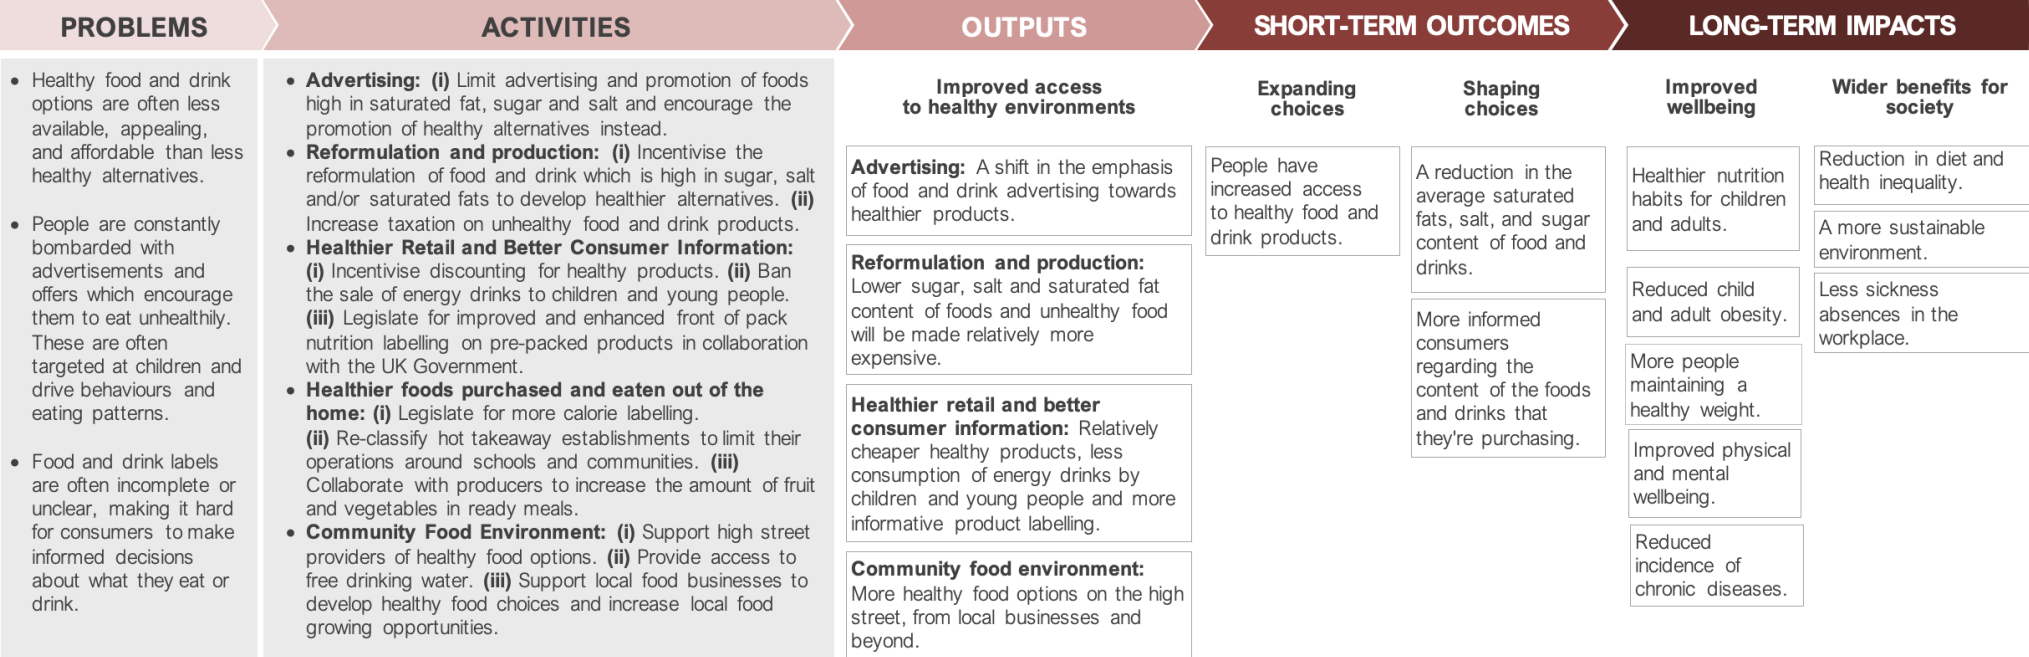 PROBLEMS
ACTIVITIES
OUTPUTS
SHORT-TERM OUTCOMES
LONG-TERM IMPACTS
• Healthy food and drink
options are often less
available, appealing,
and affordable than less
healthy alternatives.
• People are constantly
bombarded with
advertisements and
offers which encourage
them to eat unhealthily.
These are often
targeted at children and
drive behaviours and
eating patterns.
• Food and drink labels
are often incomplete or
unclear, making it hard
for consumers to make
informed decisions
about what they eat or
drink.
• Advertising: (i) Limit advertising and promotion of foods
high in saturated fat, sugar and salt and encourage the
promotion of healthy alternatives instead.
• Reformulation and production: (i) Incentivise the
reformulation of food and drink which is high in sugar, salt
and/or saturated fats to develop healthier alternatives. (ii)
Increase taxation on unhealthy food and drink products.
• Healthier Retail and Better Consumer Information:
(i) Incentivise discounting for healthy products. (ii) Ban
the sale of energy drinks to children and young people.
(iii) Legislate for improved and enhanced front of pack
nutrition labelling on pre-packed products in collaboration
with the UK Government.
• Healthier foods purchased and eaten out of the
home: (i) Legislate for more calorie labelling.
(ii) Re-classify hot takeaway establishments to limit their
operations around schools and communities. (iii)
Collaborate with producers to increase the amount of fruit
and vegetables in ready meals.
• Community Food Environment: (i) Support high street
providers of healthy food options. (ii) Provide access to
free drinking water. (iii) Support local food businesses to
develop healthy food choices and increase local food
growing opportunities.
Improved access
to healthy environments
Advertising: A shift in the emphasis
of food and drink advertising towards
healthier products.
Reformulation and production:
Lower sugar, salt and saturated fat
content of foods and unhealthy food
will be made relatively more
expensive.
Healthier retail and better
consumer information: Relatively
cheaper healthy products, less
consumption of energy drinks by
children and young people and more
informative product labelling.
Community food environment:
More healthy food options on the high
street, from local businesses and
beyond.
Expanding
choices
People have
increased access
to healthy food and
drink products.
Shaping
choices
A reduction in the
average saturated
fats, salt, and sugar
content of food and
drinks.
More informed
consumers
regarding the
content of the foods
and drinks that
they're purchasing.
Improved
wellbeing
Healthier nutrition
habits for children
and adults.
Reduced child
and adult obesity.
More people
maintaining a
healthy weight.
Improved physical
and mental
wellbeing.
Reduced
incidence of
chronic diseases.
Wider benefits for
society
Reduction in diet and
health inequality.
A more sustainable
environment.
Less sickness
absences in the
workplace.